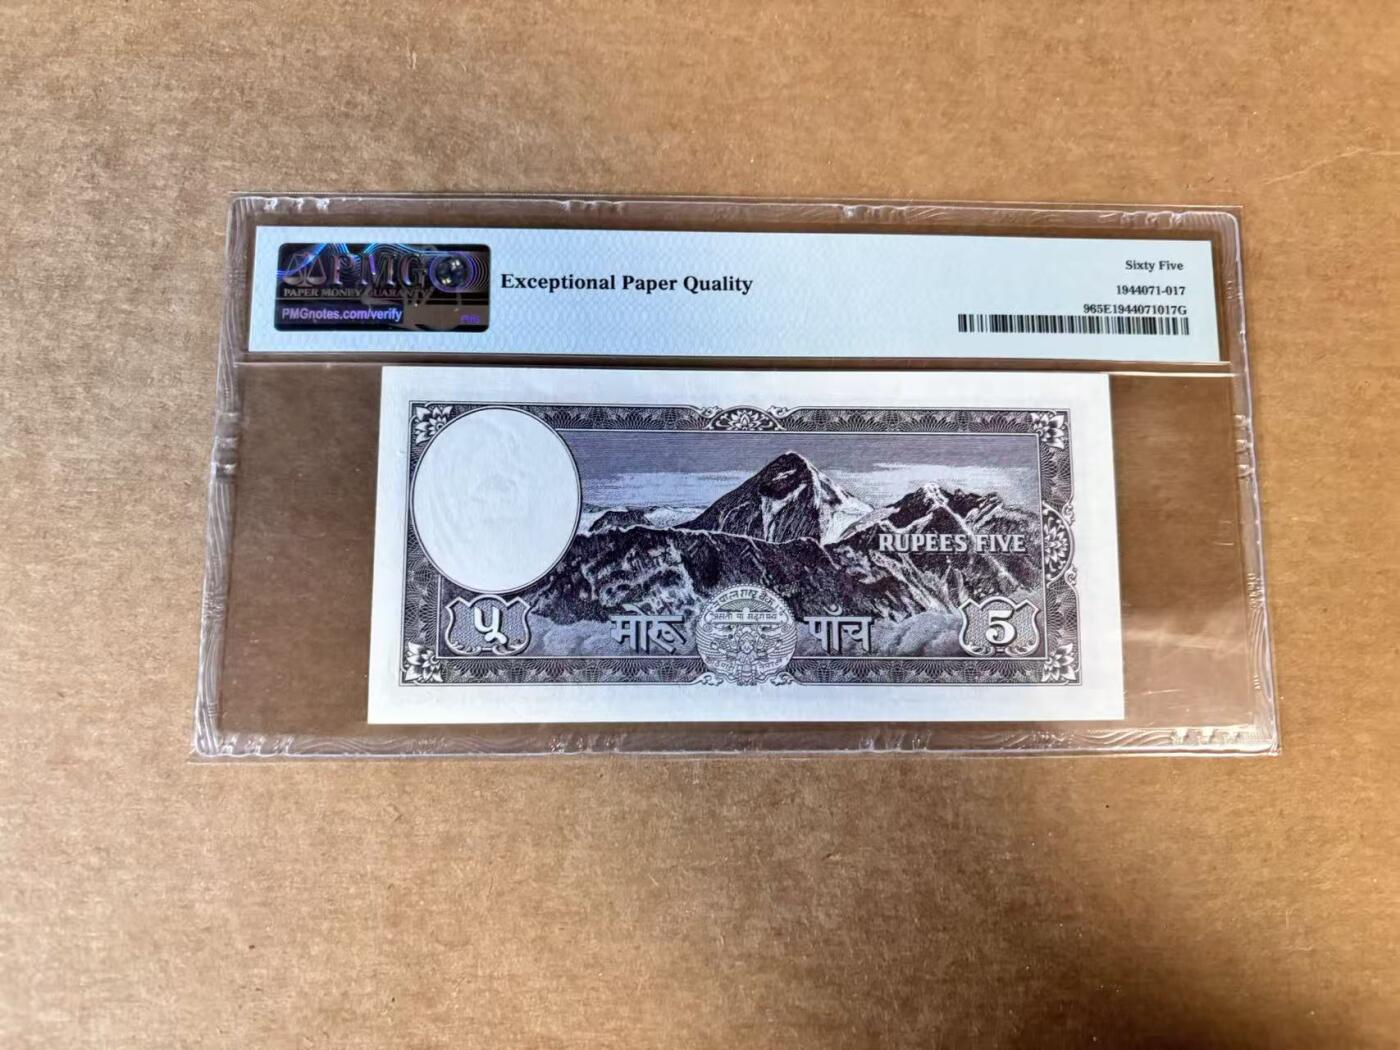 PMG
PAPER MONEY GUARANTY
PMGnotes.com/verify
Exceptional Paper Quality
Sixty Five
1944071-017
965E1944071017G
RUPEES FIVE
५
मोरू
पाँच
5